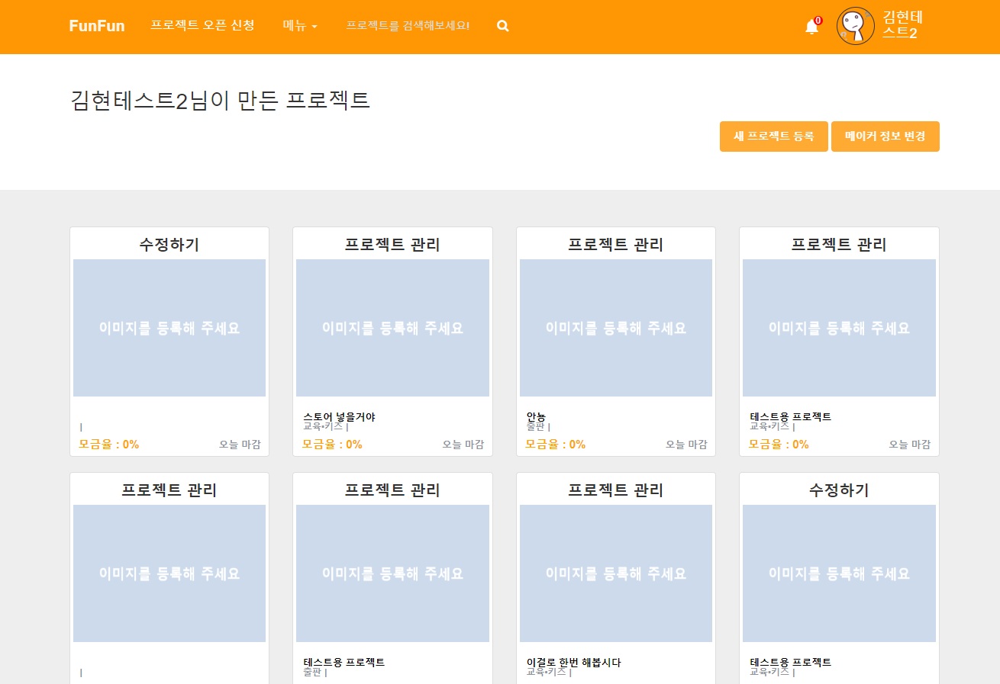 FunFun 프로젝트 오픈 신청 메뉴 프로젝트를 검색해보세요! 0 김현테
스트2
김현테스트2님이 만든 프로젝트
새 프로젝트 등록 메이커 정보 변경
수정하기 프로젝트 관리 프로젝트 관리 프로젝트 관리
이미지를 등록해 주세요 이미지를 등록해 주세요 이미지를 등록해 주세요 이미지를 등록해 주세요
스토어 넣을거야 안뇽 테스트용 프로젝트
| 교육•키즈 | 출판 | 교육•키즈 |
모금율 : 0% 오늘 마감 모금율 : 0% 오늘 마감 모금율 : 0% 오늘 마감 모금율 : 0% 오늘 마감
프로젝트 관리 프로젝트 관리 프로젝트 관리 수정하기
이미지를 등록해 주세요 이미지를 등록해 주세요 이미지를 등록해 주세요 이미지를 등록해 주세요
테스트용 프로젝트 이걸로 한번 해봅시다 테스트용 프로젝트
| 출판 | 교육•키즈 | 교육•키즈 |